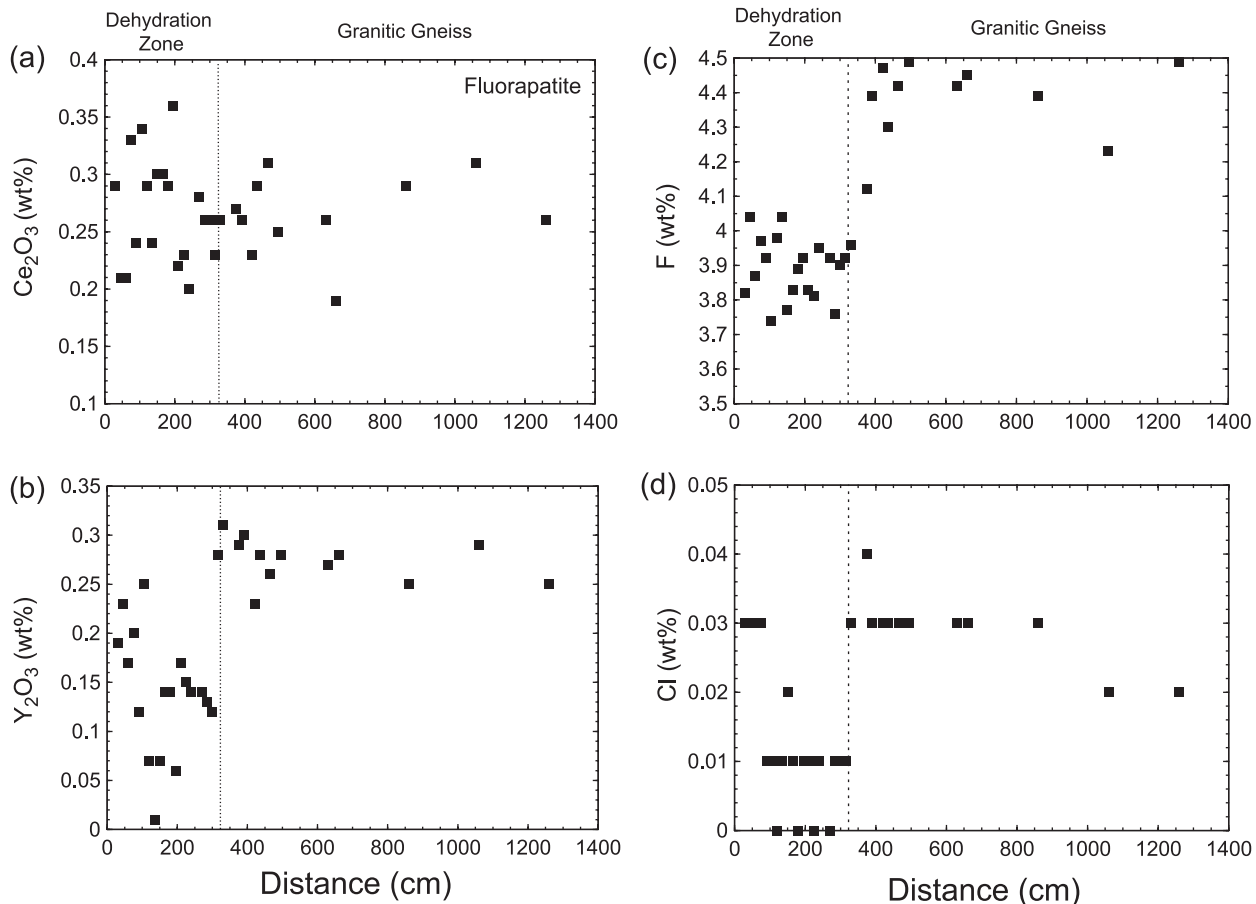 Dehydration
Zone
Granitic Gneiss
(a)
Fluorapatite
Ce₂O₃ (wt%)
0.4
0.35
0.3
0.25
0.2
0.15
0.1
0 200 400 600 800 1000 1200 1400
Dehydration
Zone
Granitic Gneiss
(c)
F (wt%)
4.5
4.4
4.3
4.2
4.1
4
3.9
3.8
3.7
3.6
3.5
0 200 400 600 800 1000 1200 1400
(b)
Y₂O₃ (wt%)
0.35
0.3
0.25
0.2
0.15
0.1
0.05
0
0 200 400 600 800 1000 1200 1400
Distance (cm)
(d)
Cl (wt%)
0.05
0.04
0.03
0.02
0.01
0
0 200 400 600 800 1000 1200 1400
Distance (cm)